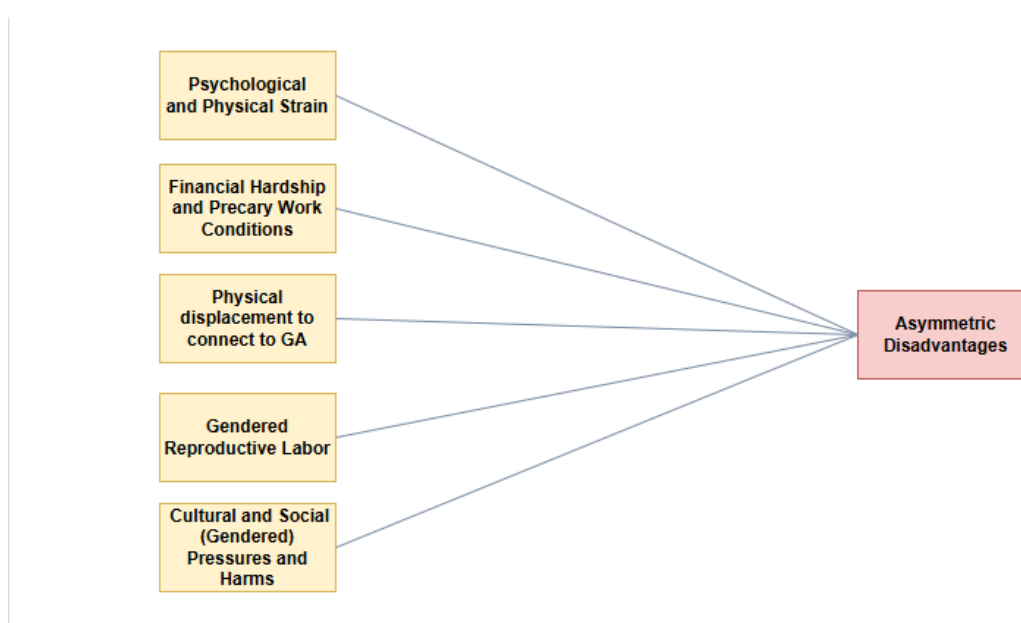 Psychological
and Physical Strain
Financial Hardship
and Precary Work
Conditions
Physical
displacement to
connect to GA
Gendered
Reproductive Labor
Cultural and Social
(Gendered)
Pressures and
Harms
Asymmetric
Disadvantages